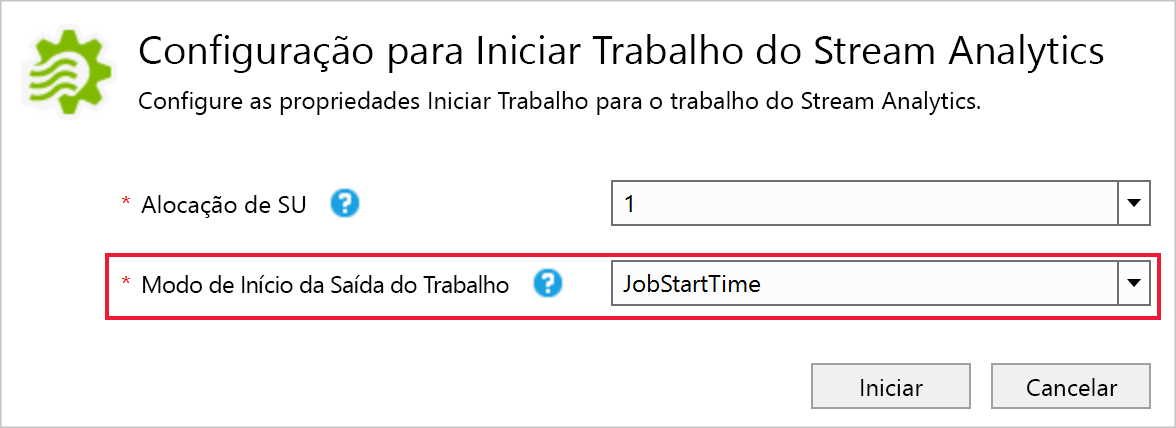 Configuração para Iniciar Trabalho do Stream Analytics
Configure as propriedades Iniciar Trabalho para o trabalho do Stream Analytics.
* Alocação de SU ? 1
* Modo de Início da Saída do Trabalho ? JobStartTime
Iniciar Cancelar